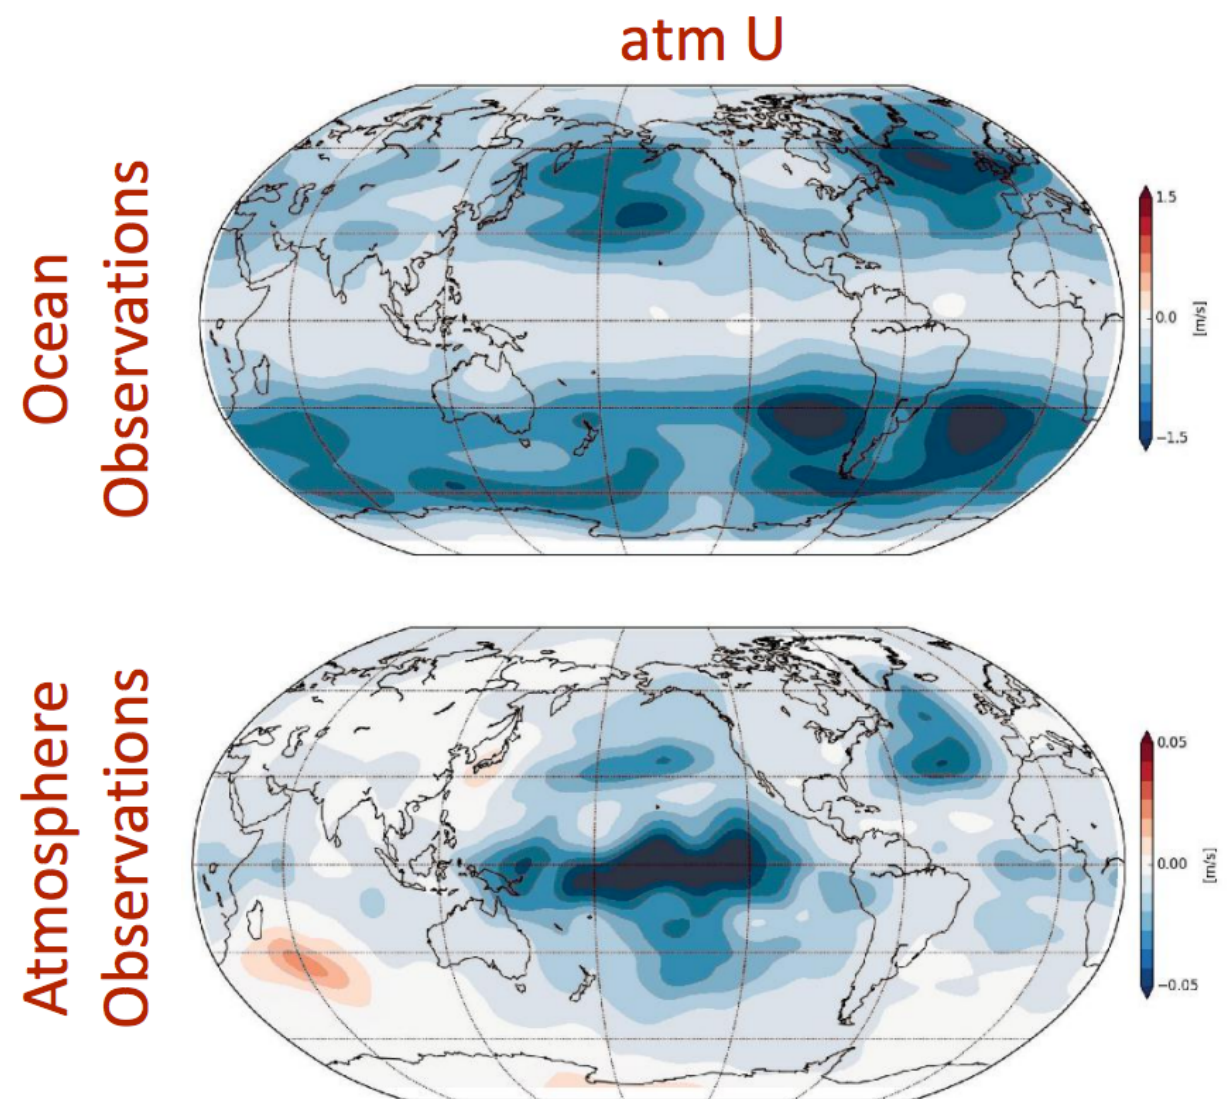 atm U
Ocean
Observations
1.5
0.0
−1.5
[m/s]
Atmosphere
Observations
0.05
0.00
−0.05
[m/s]